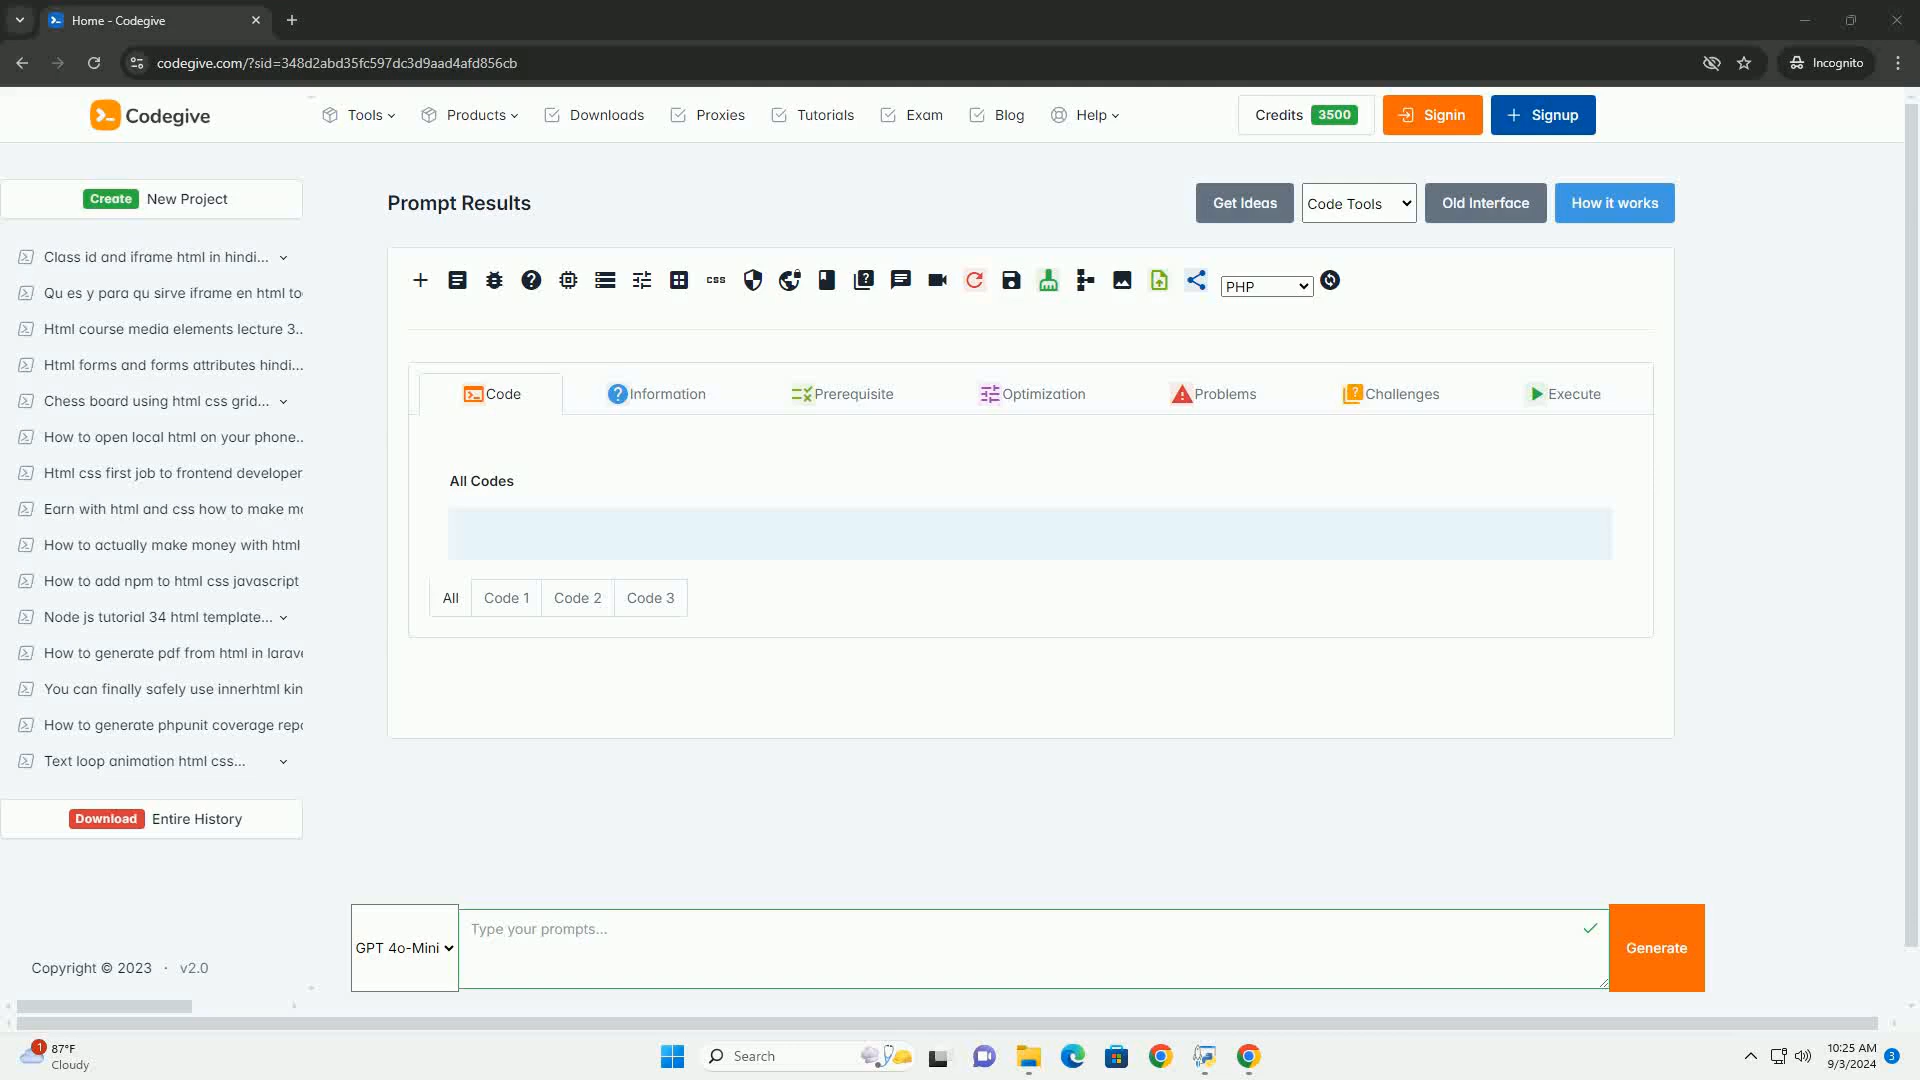 Home - Codegive
codegive.com/?sid=348d2abd35fc597dc3d9aad4afd856cb
Incognito
Codegive
Tools
Products
Downloads
Proxies
Tutorials
Exam
Blog
Help
Credits 3500
Signin
Signup
Create New Project
Class id and iframe html in hindi...
Qu es y para qu sirve iframe en html to
Html course media elements lecture 3..
Html forms and forms attributes hindi...
Chess board using html css grid...
How to open local html on your phone..
Html css first job to frontend developer
Earn with html and css how to make mo
How to actually make money with html
How to add npm to html css javascript
Node js tutorial 34 html template...
How to generate pdf from html in larave
You can finally safely use innerhtml kin
How to generate phpunit coverage repo
Text loop animation html css...
Download Entire History
Copyright © 2023 · v2.0
Prompt Results
Get Ideas
Code Tools
Old Interface
How it works
css
PHP
Code
Information
Prerequisite
Optimization
Problems
Challenges
Execute
All Codes
All
Code 1
Code 2
Code 3
GPT 4o-Mini
Type your prompts...
Generate
1
87°F
Cloudy
Search
10:25 AM
9/3/2024
3